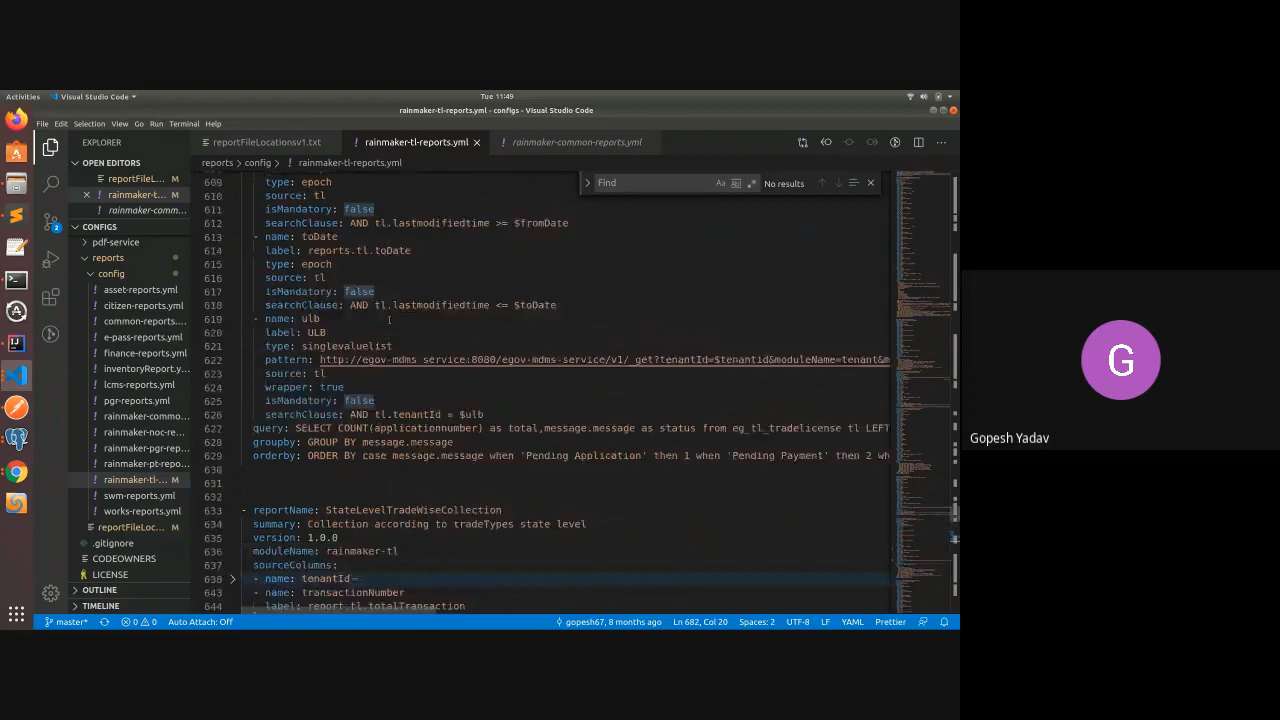 Activities
Visual Studio Code
Tue 11:49
rainmaker-tl-reports.yml - configs - Visual Studio Code
File Edit Selection View Go Run Terminal Help
EXPLORER
reportFileLocationsv1.txt
rainmaker-tl-reports.yml
rainmaker-common-reports.yml
OPEN EDITORS
reportFileL... M
rainmaker-t... M
rainmaker-comm...
reports > config > ! rainmaker-tl-reports.yml
Find
No results
CONFIGS
pdf-service
reports
config
asset-reports.yml
citizen-reports.yml
common-reports....
e-pass-reports.yml
finance-reports.yml
inventoryReport.yml
lcms-reports.yml
pgr-reports.yml
rainmaker-commo...
rainmaker-noc-re...
rainmaker-pgr-rep...
rainmaker-pt-repo...
rainmaker-tl-... M
swm-reports.yml
works-reports.yml
reportFileLoc... M
.gitignore
CODEOWNERS
LICENSE
OUTLINE
TIMELINE
609 type: epoch
610 source: tl
611 isMandatory: false
612 searchClause: AND tl.lastmodifiedtime >= $fromDate
613 - name: toDate
614 label: reports.tl.toDate
615 type: epoch
616 source: tl
617 isMandatory: false
618 searchClause: AND tl.lastmodifiedtime <= $toDate
619 - name: ulb
620 label: ULB
621 type: singlevaluelist
622 pattern: http://egov-mdms service:8080/egov-mdms-service/v1/_get?tenantId=$tenantid&moduleName=tenant&m
623 source: tl
624 wrapper: true
625 isMandatory: false
626 searchClause: AND tl.tenantId = $ulb
627 query: SELECT COUNT(applicationnumber) as total,message.message as status from eg_tl_tradelicense tl LEFT
628 groupby: GROUP BY message.message
629 orderby: ORDER BY case message.message when 'Pending Application' then 1 when 'Pending Payment' then 2 wh
630
631
632
633 - reportName: StateLevelTradeWiseCollection
634 summary: Collection according to tradeTypes state level
635 version: 1.0.0
636 moduleName: rainmaker-tl
637 sourceColumns:
638 - name: tenantId
643 - name: transactionNumber
644 label: report.tl.totalTransaction
master* 0 0 Auto Attach: Off
gopesh67, 8 months ago Ln 682, Col 20 Spaces: 2 UTF-8 LF YAML Prettier
G
Gopesh Yadav